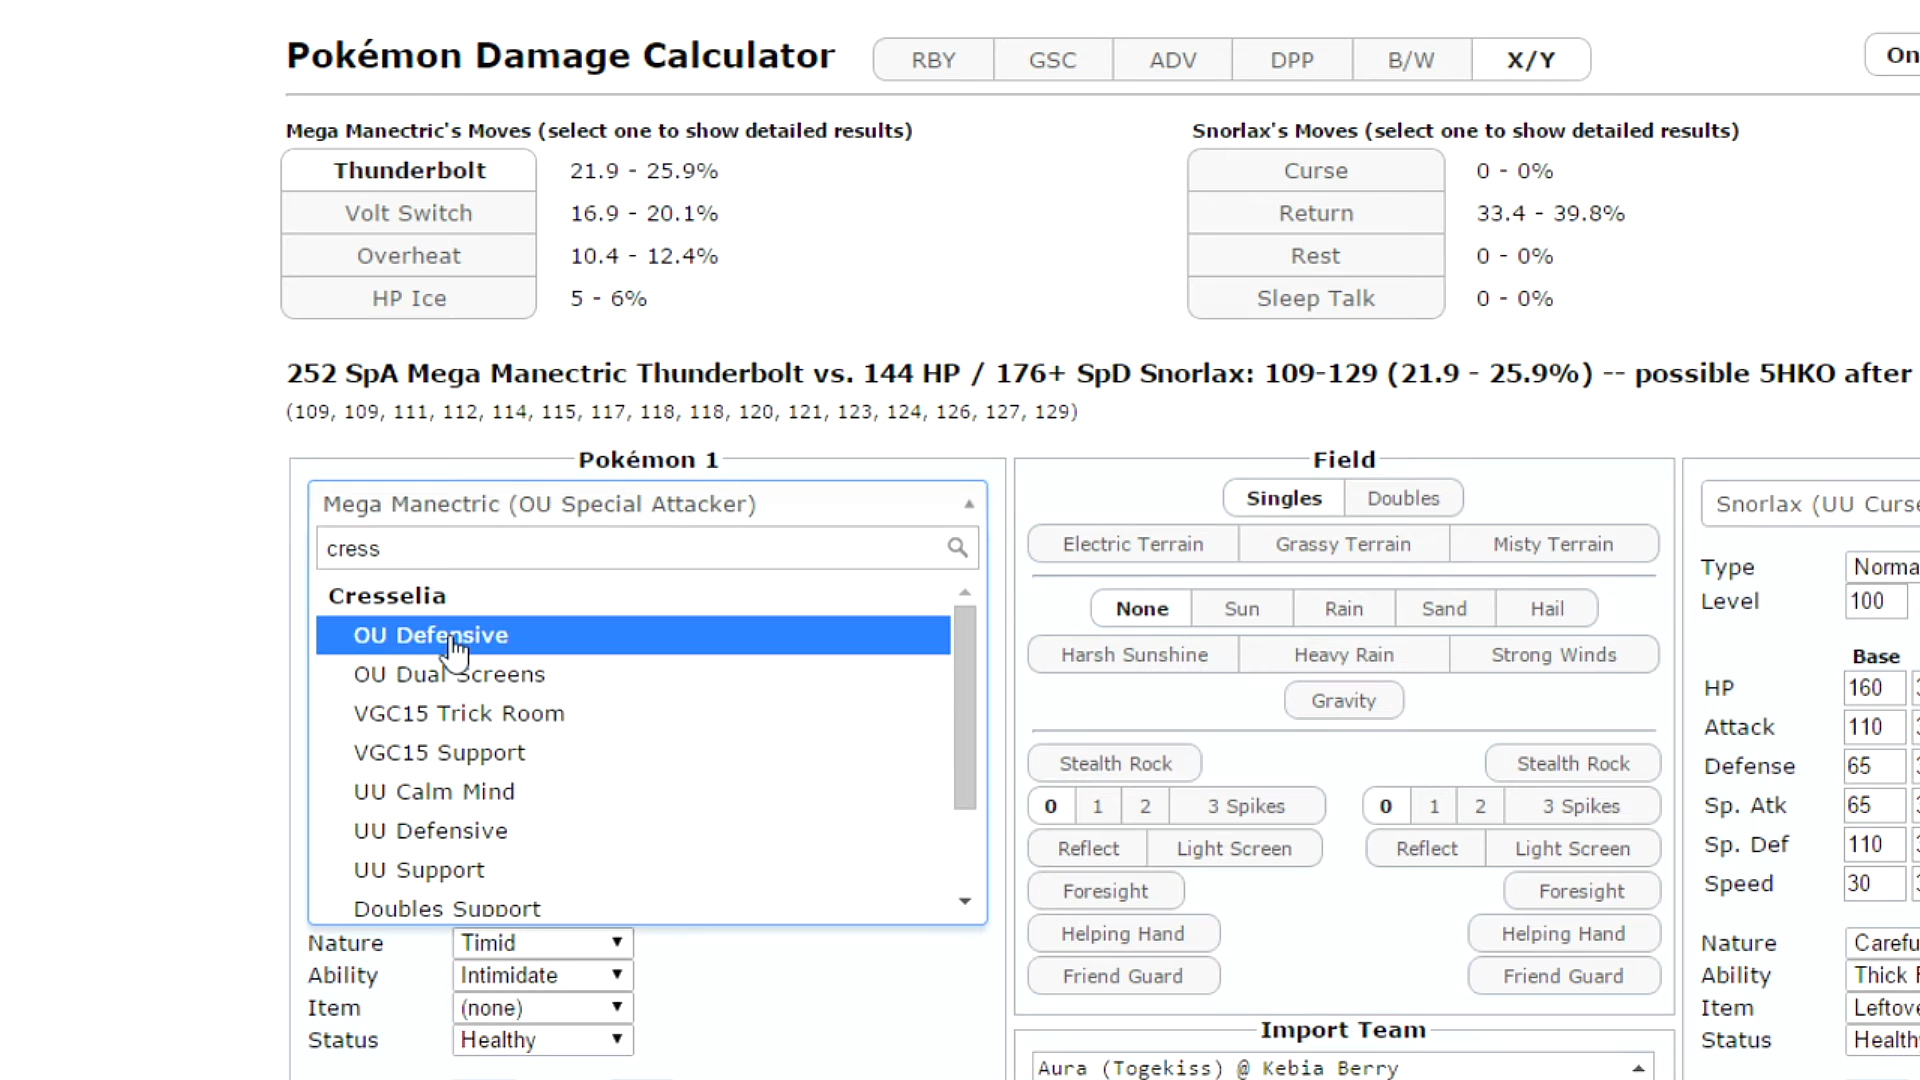 Pokémon Damage Calculator
RBY GSC ADV DPP B/W X/Y
On
Mega Manectric's Moves (select one to show detailed results)
Thunderbolt 21.9 - 25.9%
Volt Switch 16.9 - 20.1%
Overheat 10.4 - 12.4%
HP Ice 5 - 6%
Snorlax's Moves (select one to show detailed results)
Curse 0 - 0%
Return 33.4 - 39.8%
Rest 0 - 0%
Sleep Talk 0 - 0%
252 SpA Mega Manectric Thunderbolt vs. 144 HP / 176+ SpD Snorlax: 109-129 (21.9 - 25.9%) -- possible 5HKO after
(109, 109, 111, 112, 114, 115, 117, 118, 118, 120, 121, 123, 124, 126, 127, 129)
Pokémon 1
Mega Manectric (OU Special Attacker)
cress
Cresselia
OU Defensive
OU Dual Screens
VGC15 Trick Room
VGC15 Support
UU Calm Mind
UU Defensive
UU Support
Doubles Support
Nature Timid
Ability Intimidate
Item (none)
Status Healthy
Field
Singles Doubles
Electric Terrain Grassy Terrain Misty Terrain
None Sun Rain Sand Hail
Harsh Sunshine Heavy Rain Strong Winds
Gravity
Stealth Rock Stealth Rock
0 1 2 3 Spikes 0 1 2 3 Spikes
Reflect Light Screen Reflect Light Screen
Foresight Foresight
Helping Hand Helping Hand
Friend Guard Friend Guard
Import Team
Aura (Togekiss) @ Kebia Berry
Snorlax (UU Curse
Type Norma
Level 100
Base
HP 160
Attack 110
Defense 65
Sp. Atk 65
Sp. Def 110
Speed 30
Nature Carefu
Ability Thick F
Item Leftove
Status Health